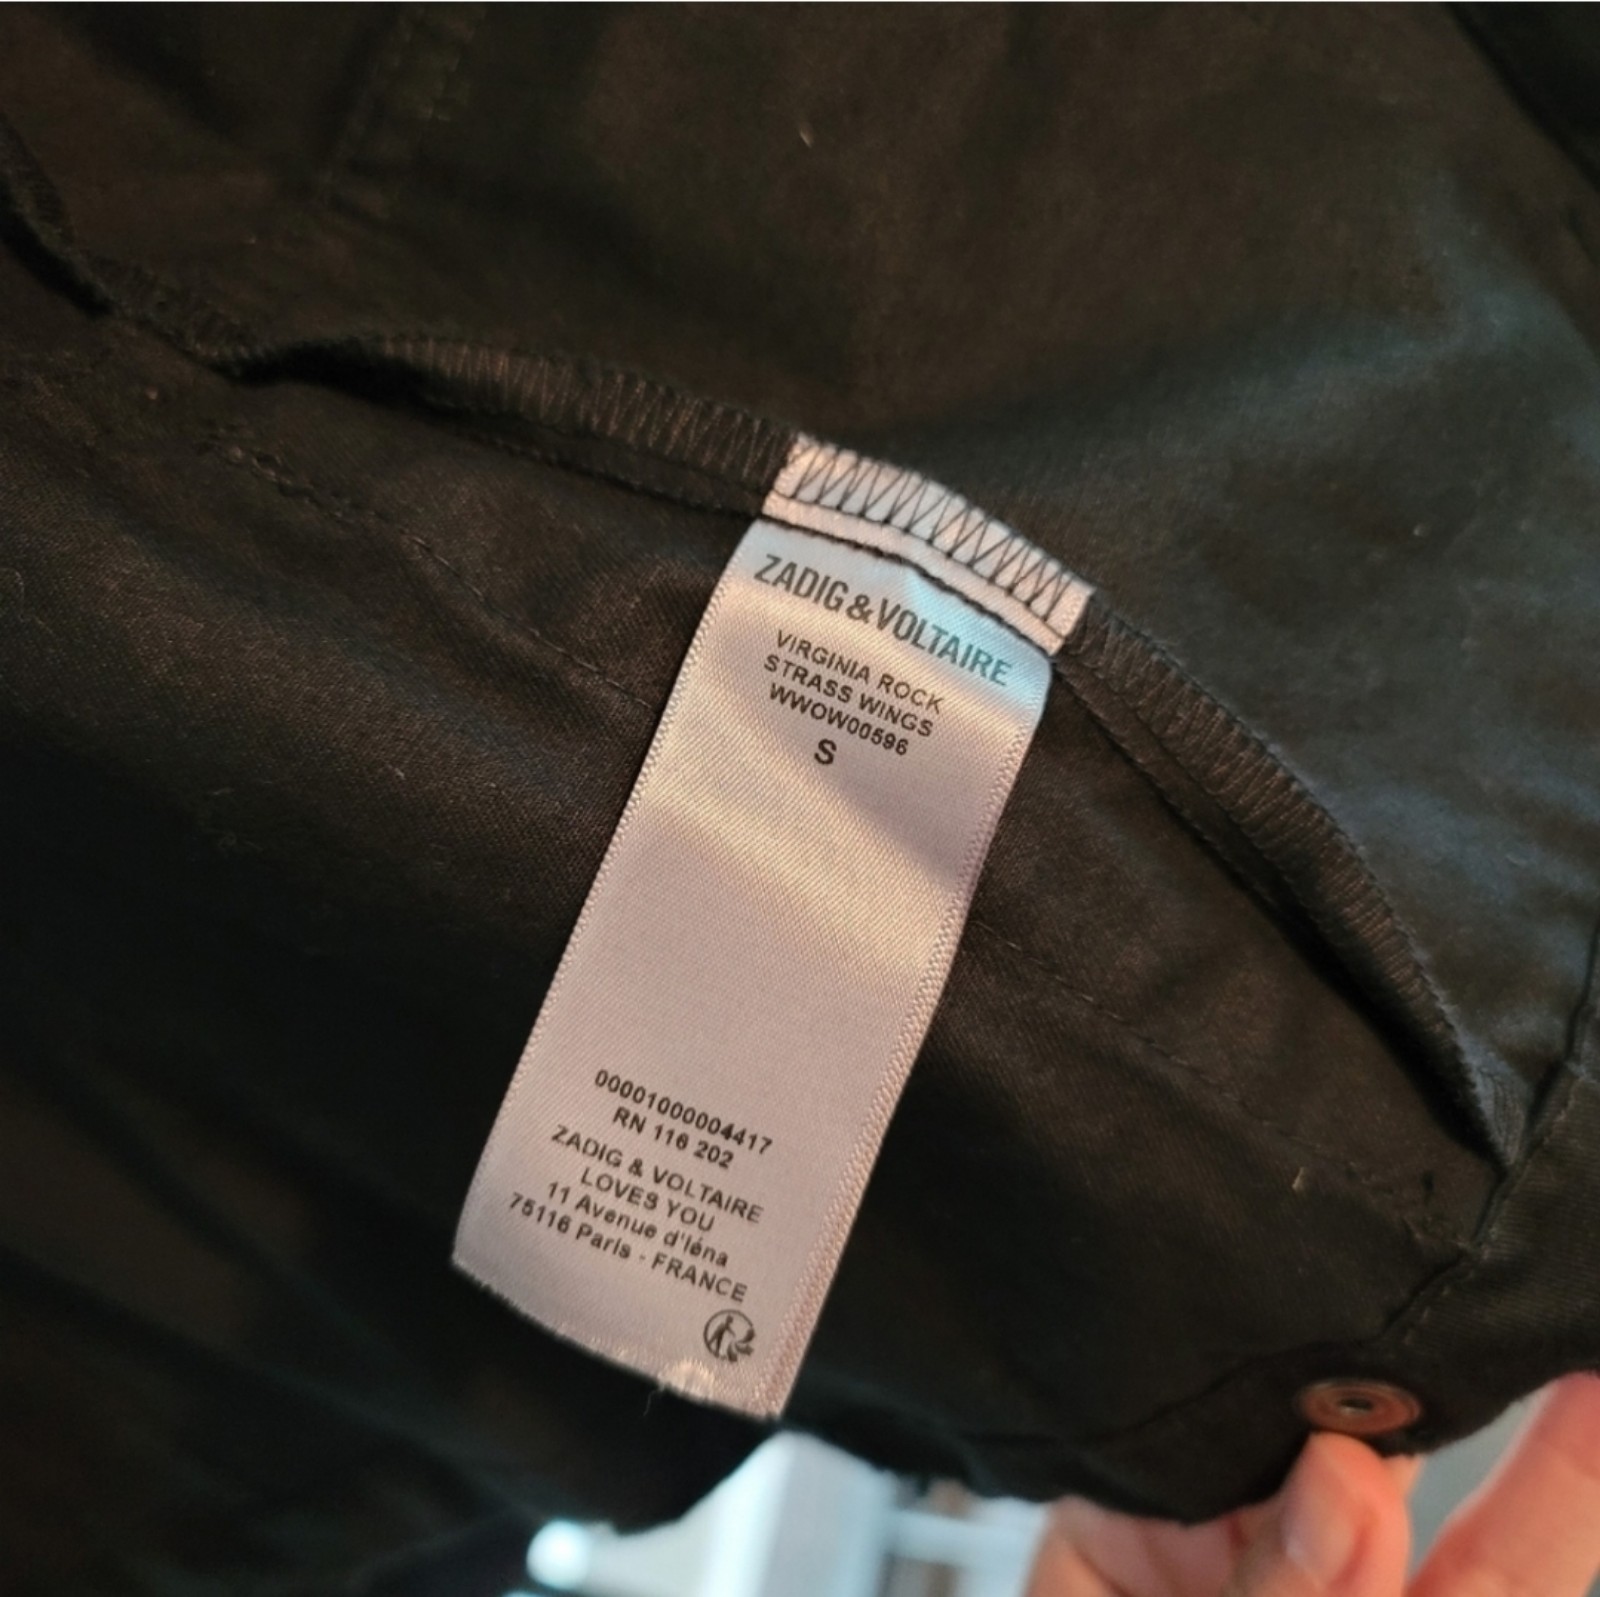 ZADIG & VOLTAIRE
VIRGINIA ROCK
STRASS WINGS
WWOW00596
S
00001000004417
RN 116 202
ZADIG & VOLTAIRE
LOVES YOU
11 Avenue d'Iéna
75116 Paris - FRANCE